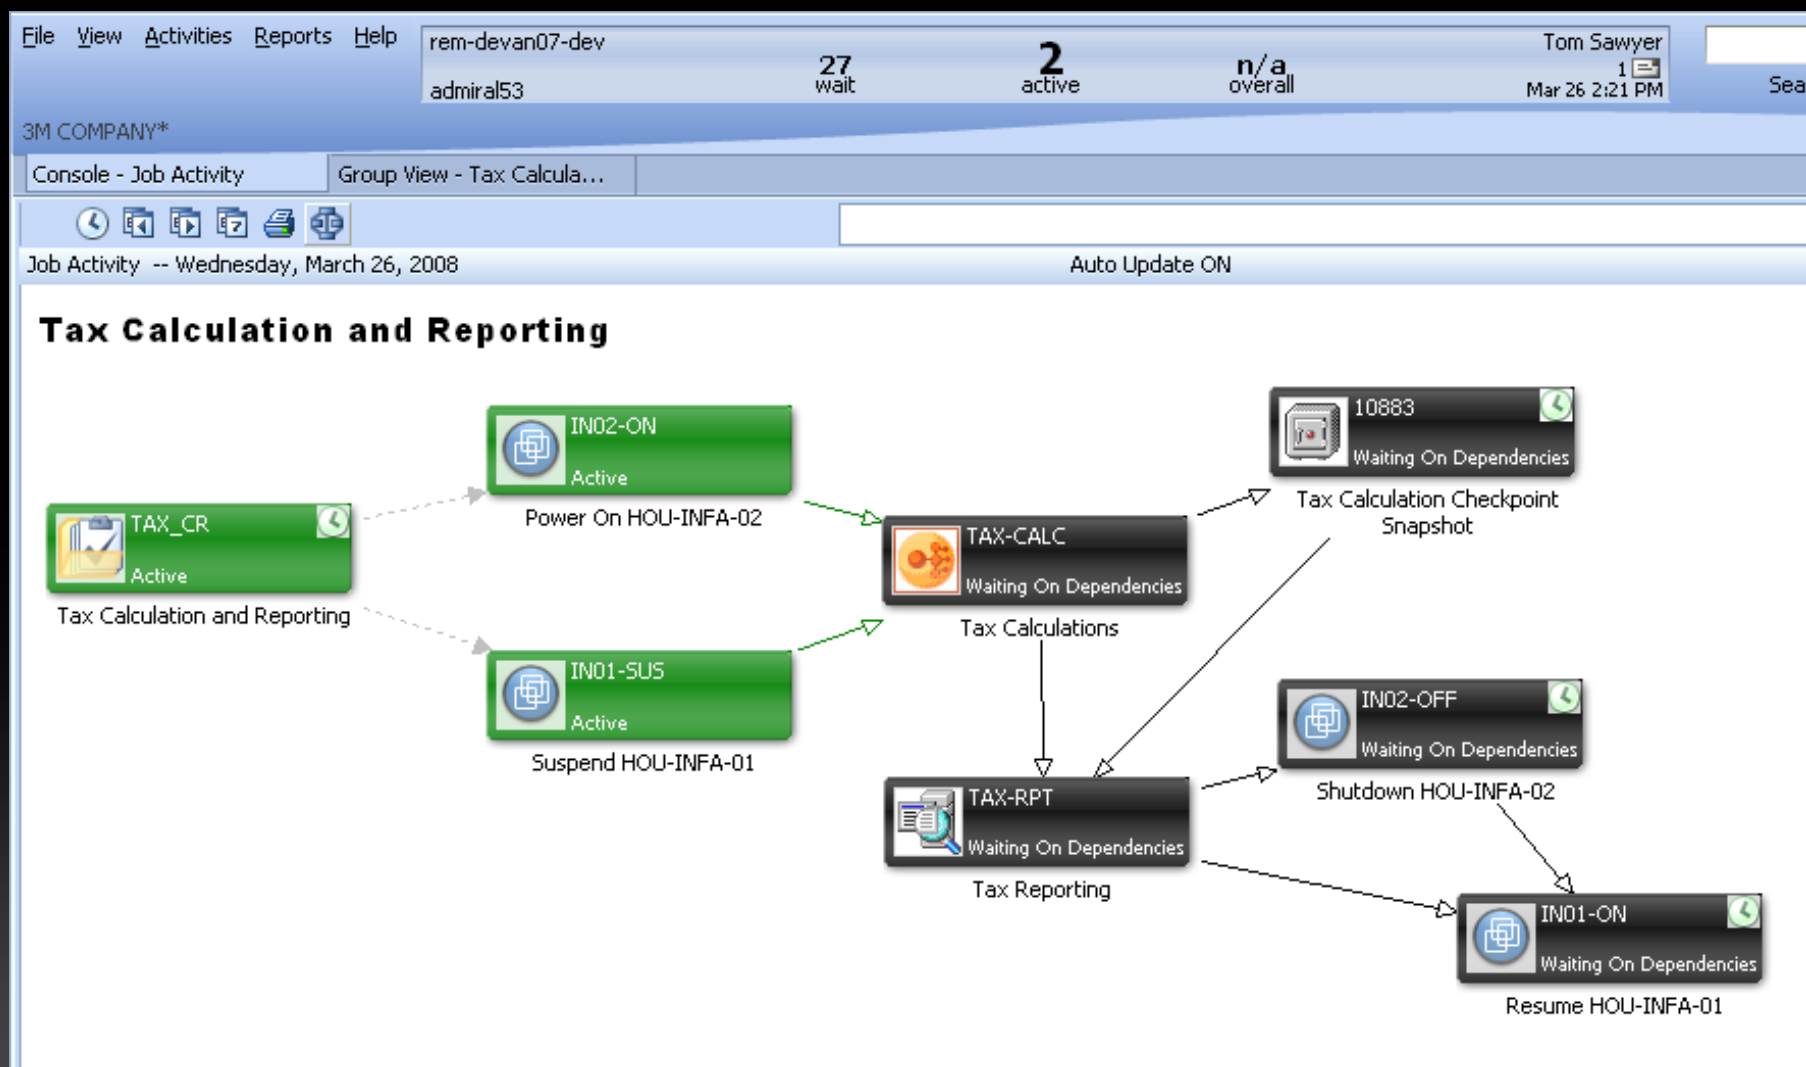 File View Activities Reports Help
rem-devan07-dev
admiral53
27
wait
2
active
n/a
overall
Tom Sawyer
1
Mar 26 2:21 PM
3M COMPANY*
Console - Job Activity
Group View - Tax Calcula...
Job Activity -- Wednesday, March 26, 2008
Auto Update ON
Tax Calculation and Reporting
TAX_CR
Active
Tax Calculation and Reporting
IN02-ON
Active
Power On HOU-INFA-02
IN01-SUS
Active
Suspend HOU-INFA-01
TAX-CALC
Waiting On Dependencies
Tax Calculations
10883
Waiting On Dependencies
Tax Calculation Checkpoint
Snapshot
TAX-RPT
Waiting On Dependencies
Tax Reporting
IN02-OFF
Waiting On Dependencies
Shutdown HOU-INFA-02
IN01-ON
Waiting On Dependencies
Resume HOU-INFA-01